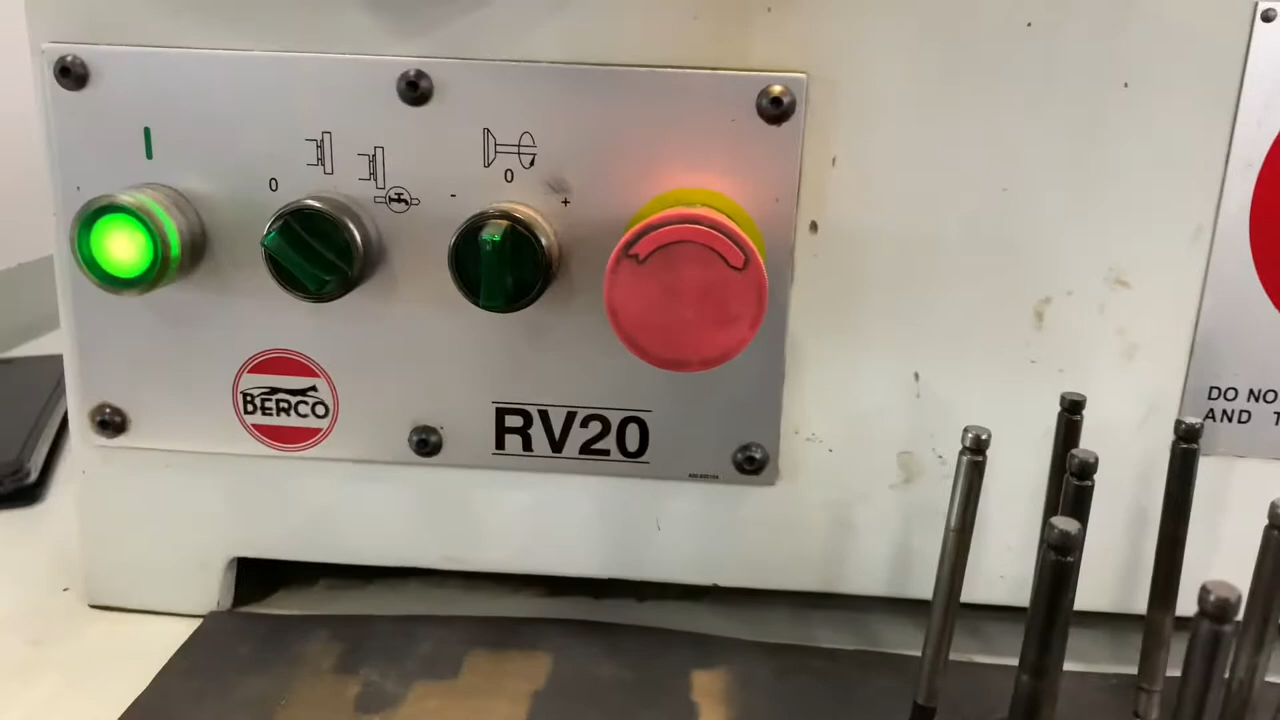 0
0
- +
BERCO
RV20
DO NO
AND T